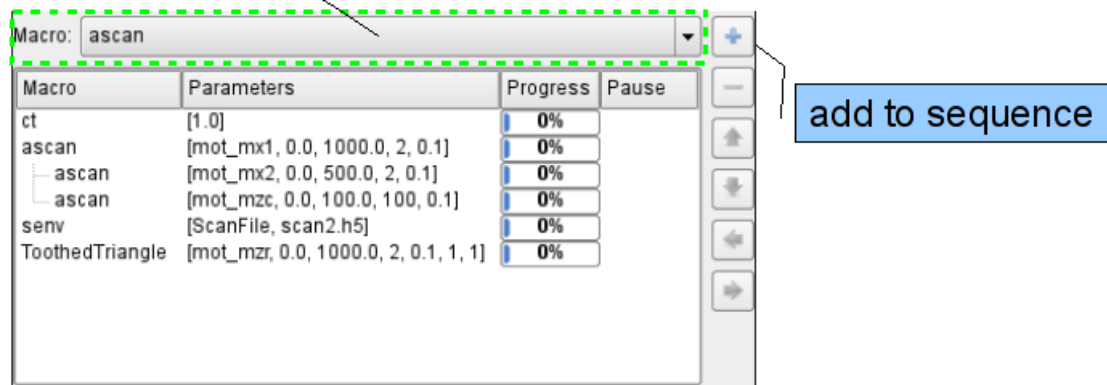 Macro: ascan
Macro Parameters Progress Pause
ct [1.0] 0%
ascan [mot_mx1, 0.0, 1000.0, 2, 0.1] 0%
ascan [mot_mx2, 0.0, 500.0, 2, 0.1] 0%
ascan [mot_mzc, 0.0, 100.0, 100, 0.1] 0%
senv [ScanFile, scan2.h5] 0%
ToothedTriangle [mot_mzr, 0.0, 1000.0, 2, 0.1, 1, 1] 0%
add to sequence